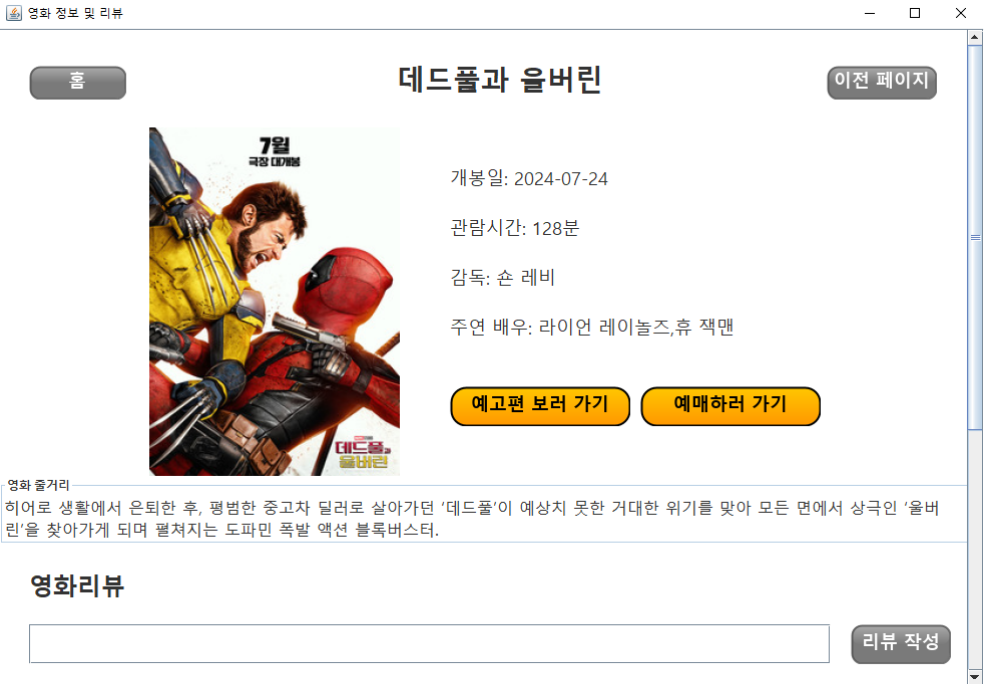 영화 정보 및 리뷰
홈
데드풀과 울버린
이전 페이지
7월
극장 대개봉
개봉일: 2024-07-24
관람시간: 128분
감독: 숀 레비
주연 배우: 라이언 레이놀즈,휴 잭맨
예고편 보러 가기
예매하러 가기
데드풀과
울버린
영화 줄거리
히어로 생활에서 은퇴한 후, 평범한 중고차 딜러로 살아가던 ‘데드풀’이 예상치 못한 거대한 위기를 맞아 모든 면에서 상극인 ‘울버
린’을 찾아가게 되며 펼쳐지는 도파민 폭발 액션 블록버스터.
영화리뷰
리뷰 작성